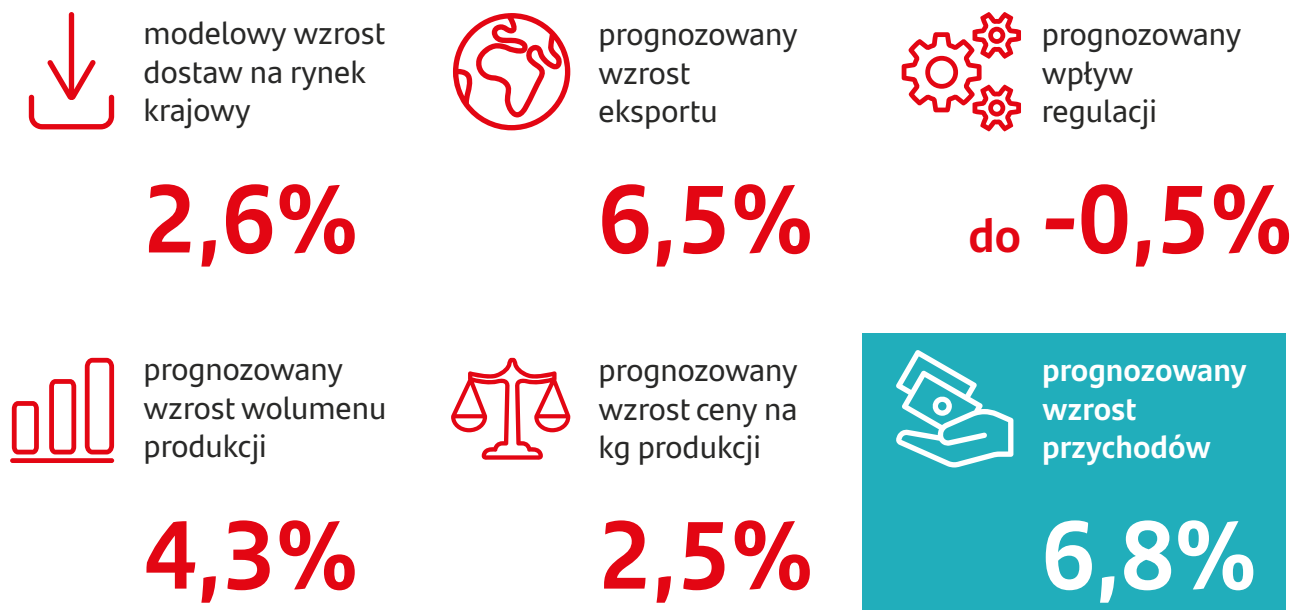 modelowy wzrost
dostaw na rynek
krajowy
2,6%
prognozowany
wzrost
eksportu
6,5%
prognozowany
wpływ
regulacji
do -0,5%
prognozowany
wzrost wolumenu
produkcji
4,3%
prognozowany
wzrost ceny na
kg produkcji
2,5%
prognozowany
wzrost
przychodów
6,8%